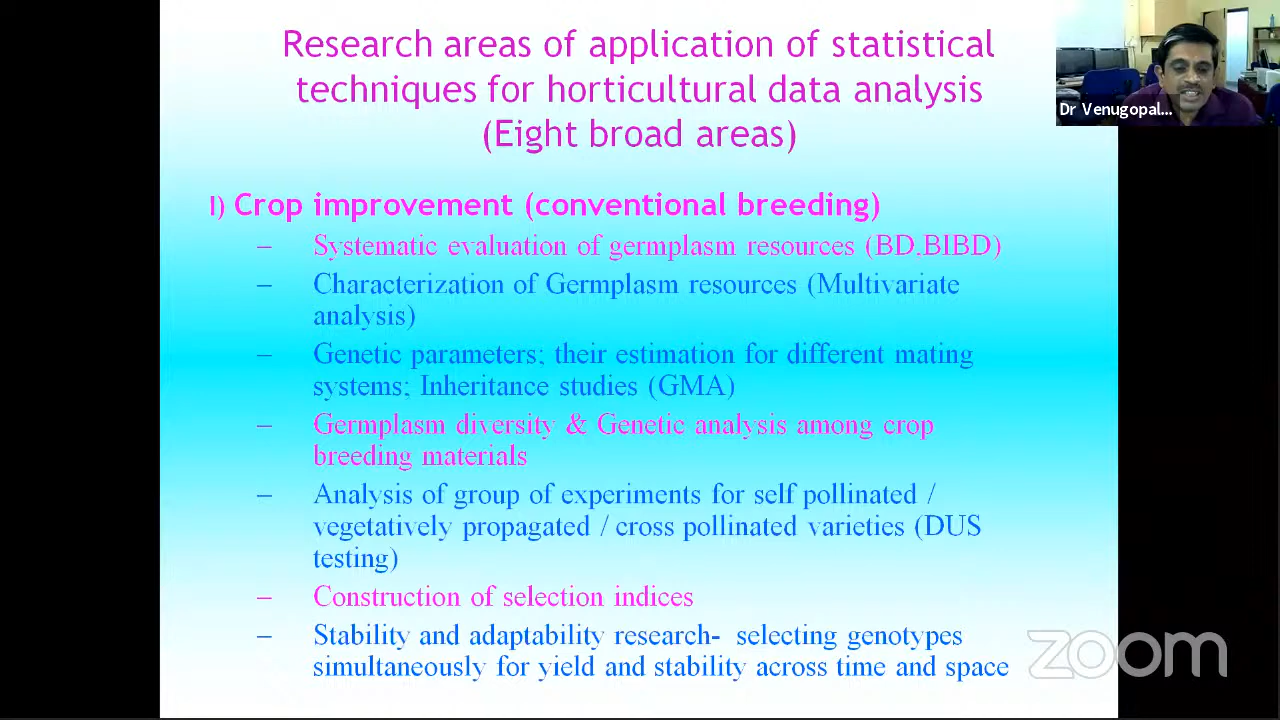 Research areas of application of statistical
techniques for horticultural data analysis
(Eight broad areas)
Dr Venugopal...
I) Crop improvement (conventional breeding)
– Systematic evaluation of germplasm resources (BD.BIBD)
– Characterization of Germplasm resources (Multivariate
analysis)
– Genetic parameters; their estimation for different mating
systems; Inheritance studies (GMA)
– Germplasm diversity & Genetic analysis among crop
breeding materials
– Analysis of group of experiments for self pollinated /
vegetatively propagated / cross pollinated varieties (DUS
testing)
– Construction of selection indices
– Stability and adaptability research- selecting genotypes
simultaneously for yield and stability across time and space
zoom